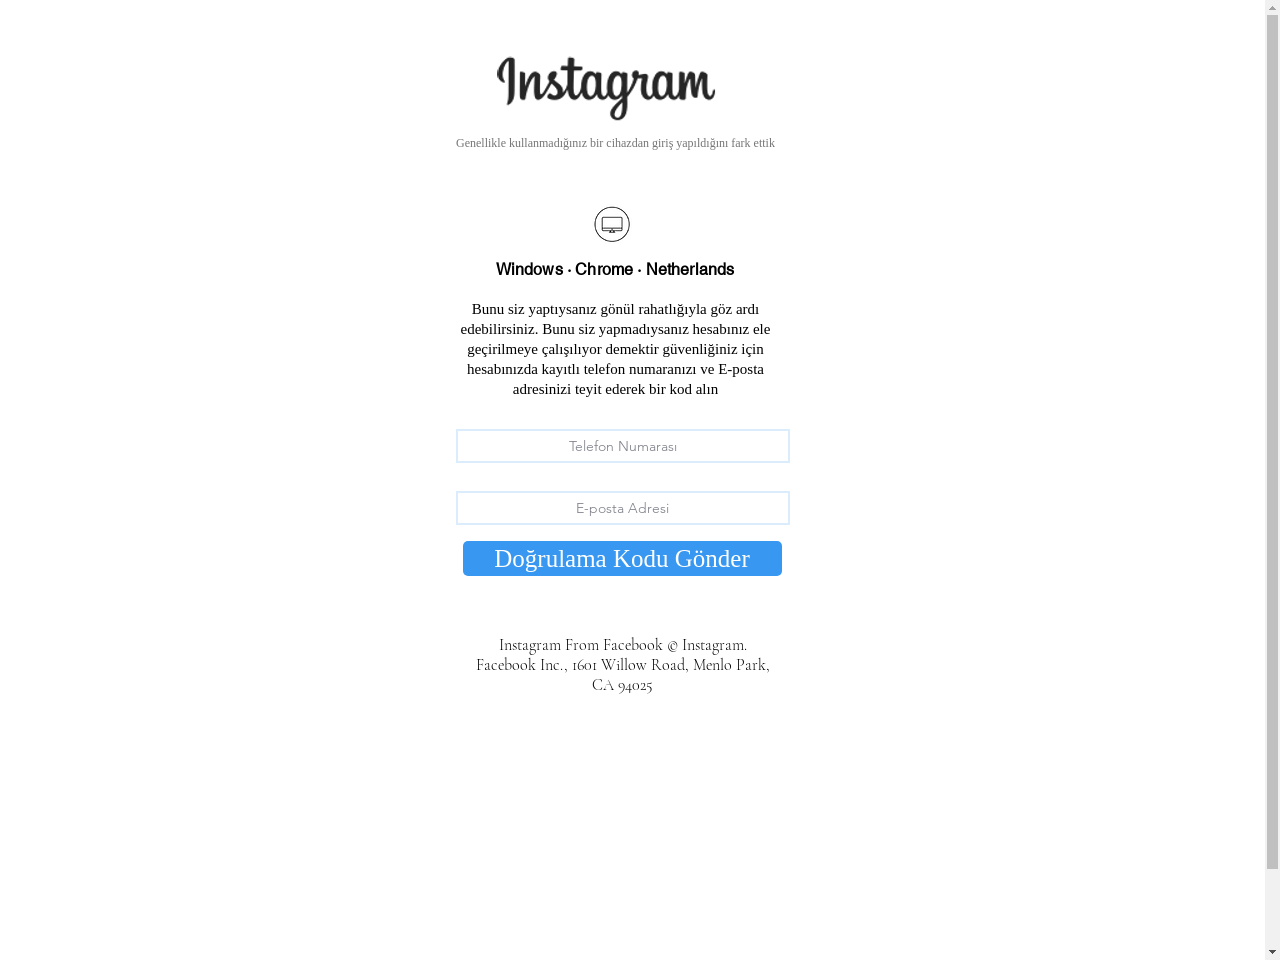 Instagram
Genellikle kullanmadığınız bir cihazdan giriş yapıldığını fark ettik
Windows · Chrome · Netherlands
Bunu siz yaptıysanız gönül rahatlığıyla göz ardı
edebilirsiniz. Bunu siz yapmadıysanız hesabınız ele
geçirilmeye çalışılıyor demektir güvenliğiniz için
hesabınızda kayıtlı telefon numaranızı ve E-posta
adresinizi teyit ederek bir kod alın
Telefon Numarası
E-posta Adresi
Doğrulama Kodu Gönder
Instagram From Facebook © Instagram.
Facebook Inc., 1601 Willow Road, Menlo Park,
CA 94025